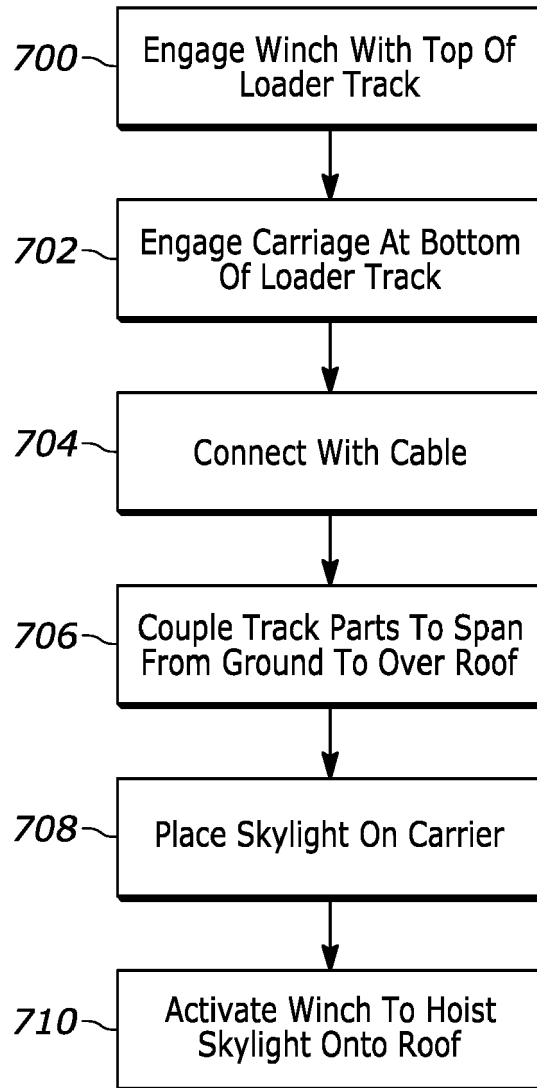 700
Engage Winch With Top Of
Loader Track
702
Engage Carriage At Bottom
Of Loader Track
704
Connect With Cable
706
Couple Track Parts To Span
From Ground To Over Roof
708
Place Skylight On Carrier
710
Activate Winch To Hoist
Skylight Onto Roof